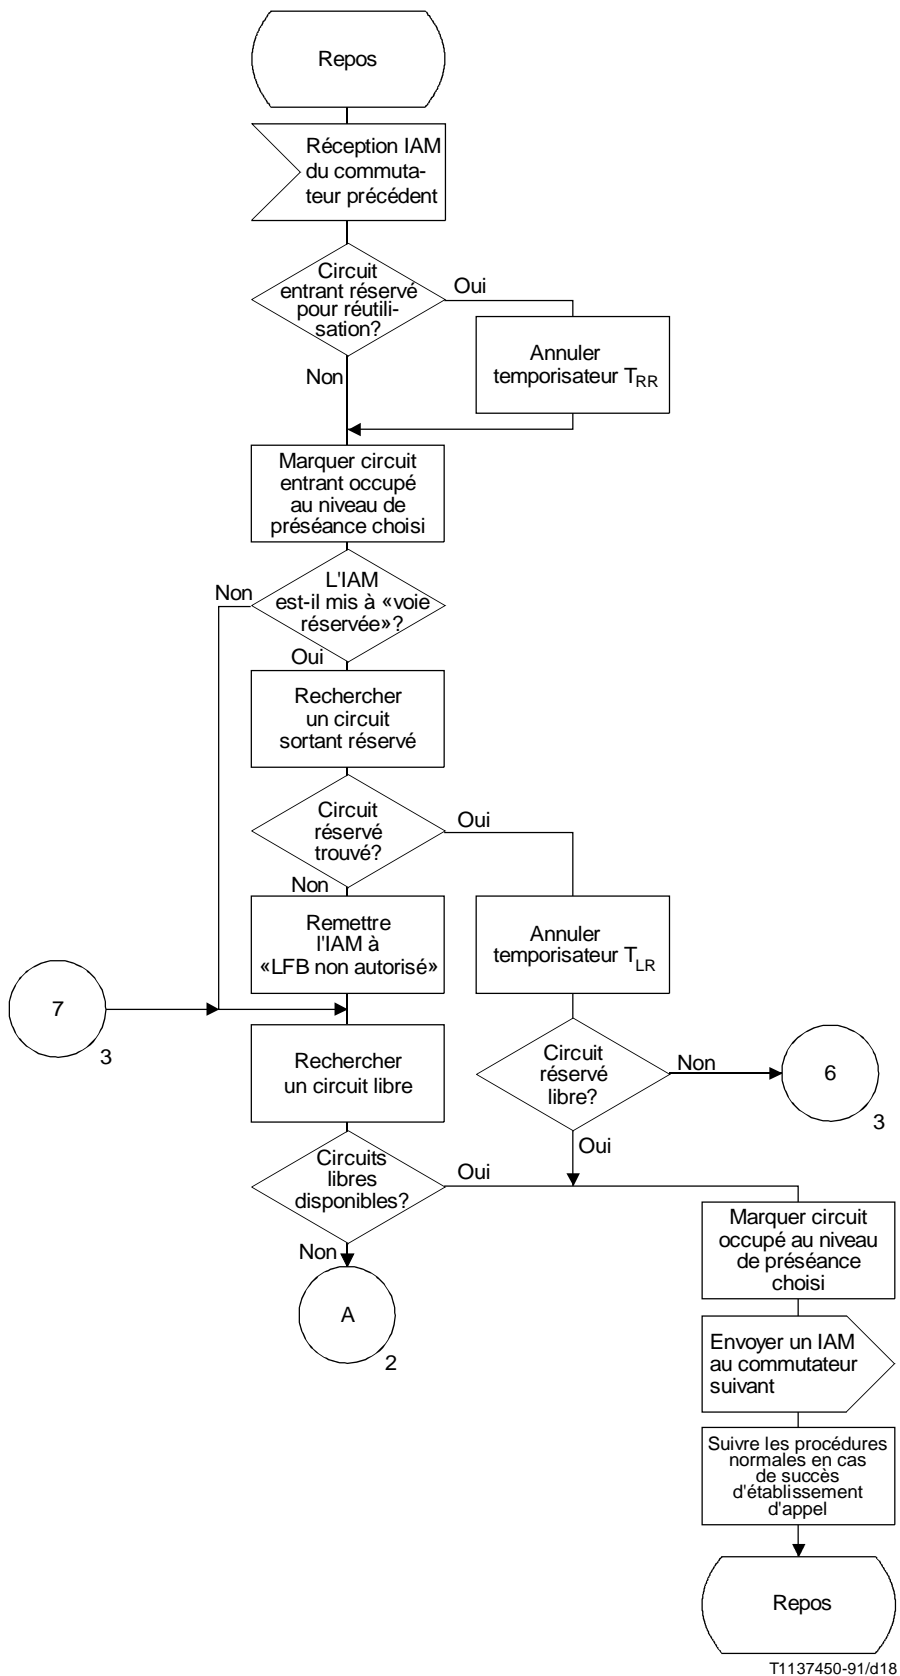 Repos
Réception IAM
du commuta-
teur précédent
Circuit
entrant réservé
pour réutili-
sation?
Oui
Non
Annuler
temporisateur TRR
Marquer circuit
entrant occupé
au niveau de
préséance choisi
L'IAM
est-il mis à «voie
réservée»?
Non
Oui
Rechercher
un circuit
sortant réservé
Circuit
réservé
trouvé?
Oui
Non
Remettre
l'IAM à
«LFB non autorisé»
Annuler
temporisateur TLR
7
3
Rechercher
un circuit libre
Circuit
réservé
libre?
Non
6
3
Oui
Circuits
libres
disponibles?
Oui
Non
A
2
Marquer circuit
occupé au niveau
de préséance
choisi
Envoyer un IAM
au commutateur
suivant
Suivre les procédures
normales en cas
de succès
d'établissement
d'appel
Repos
T1137450-91/d18